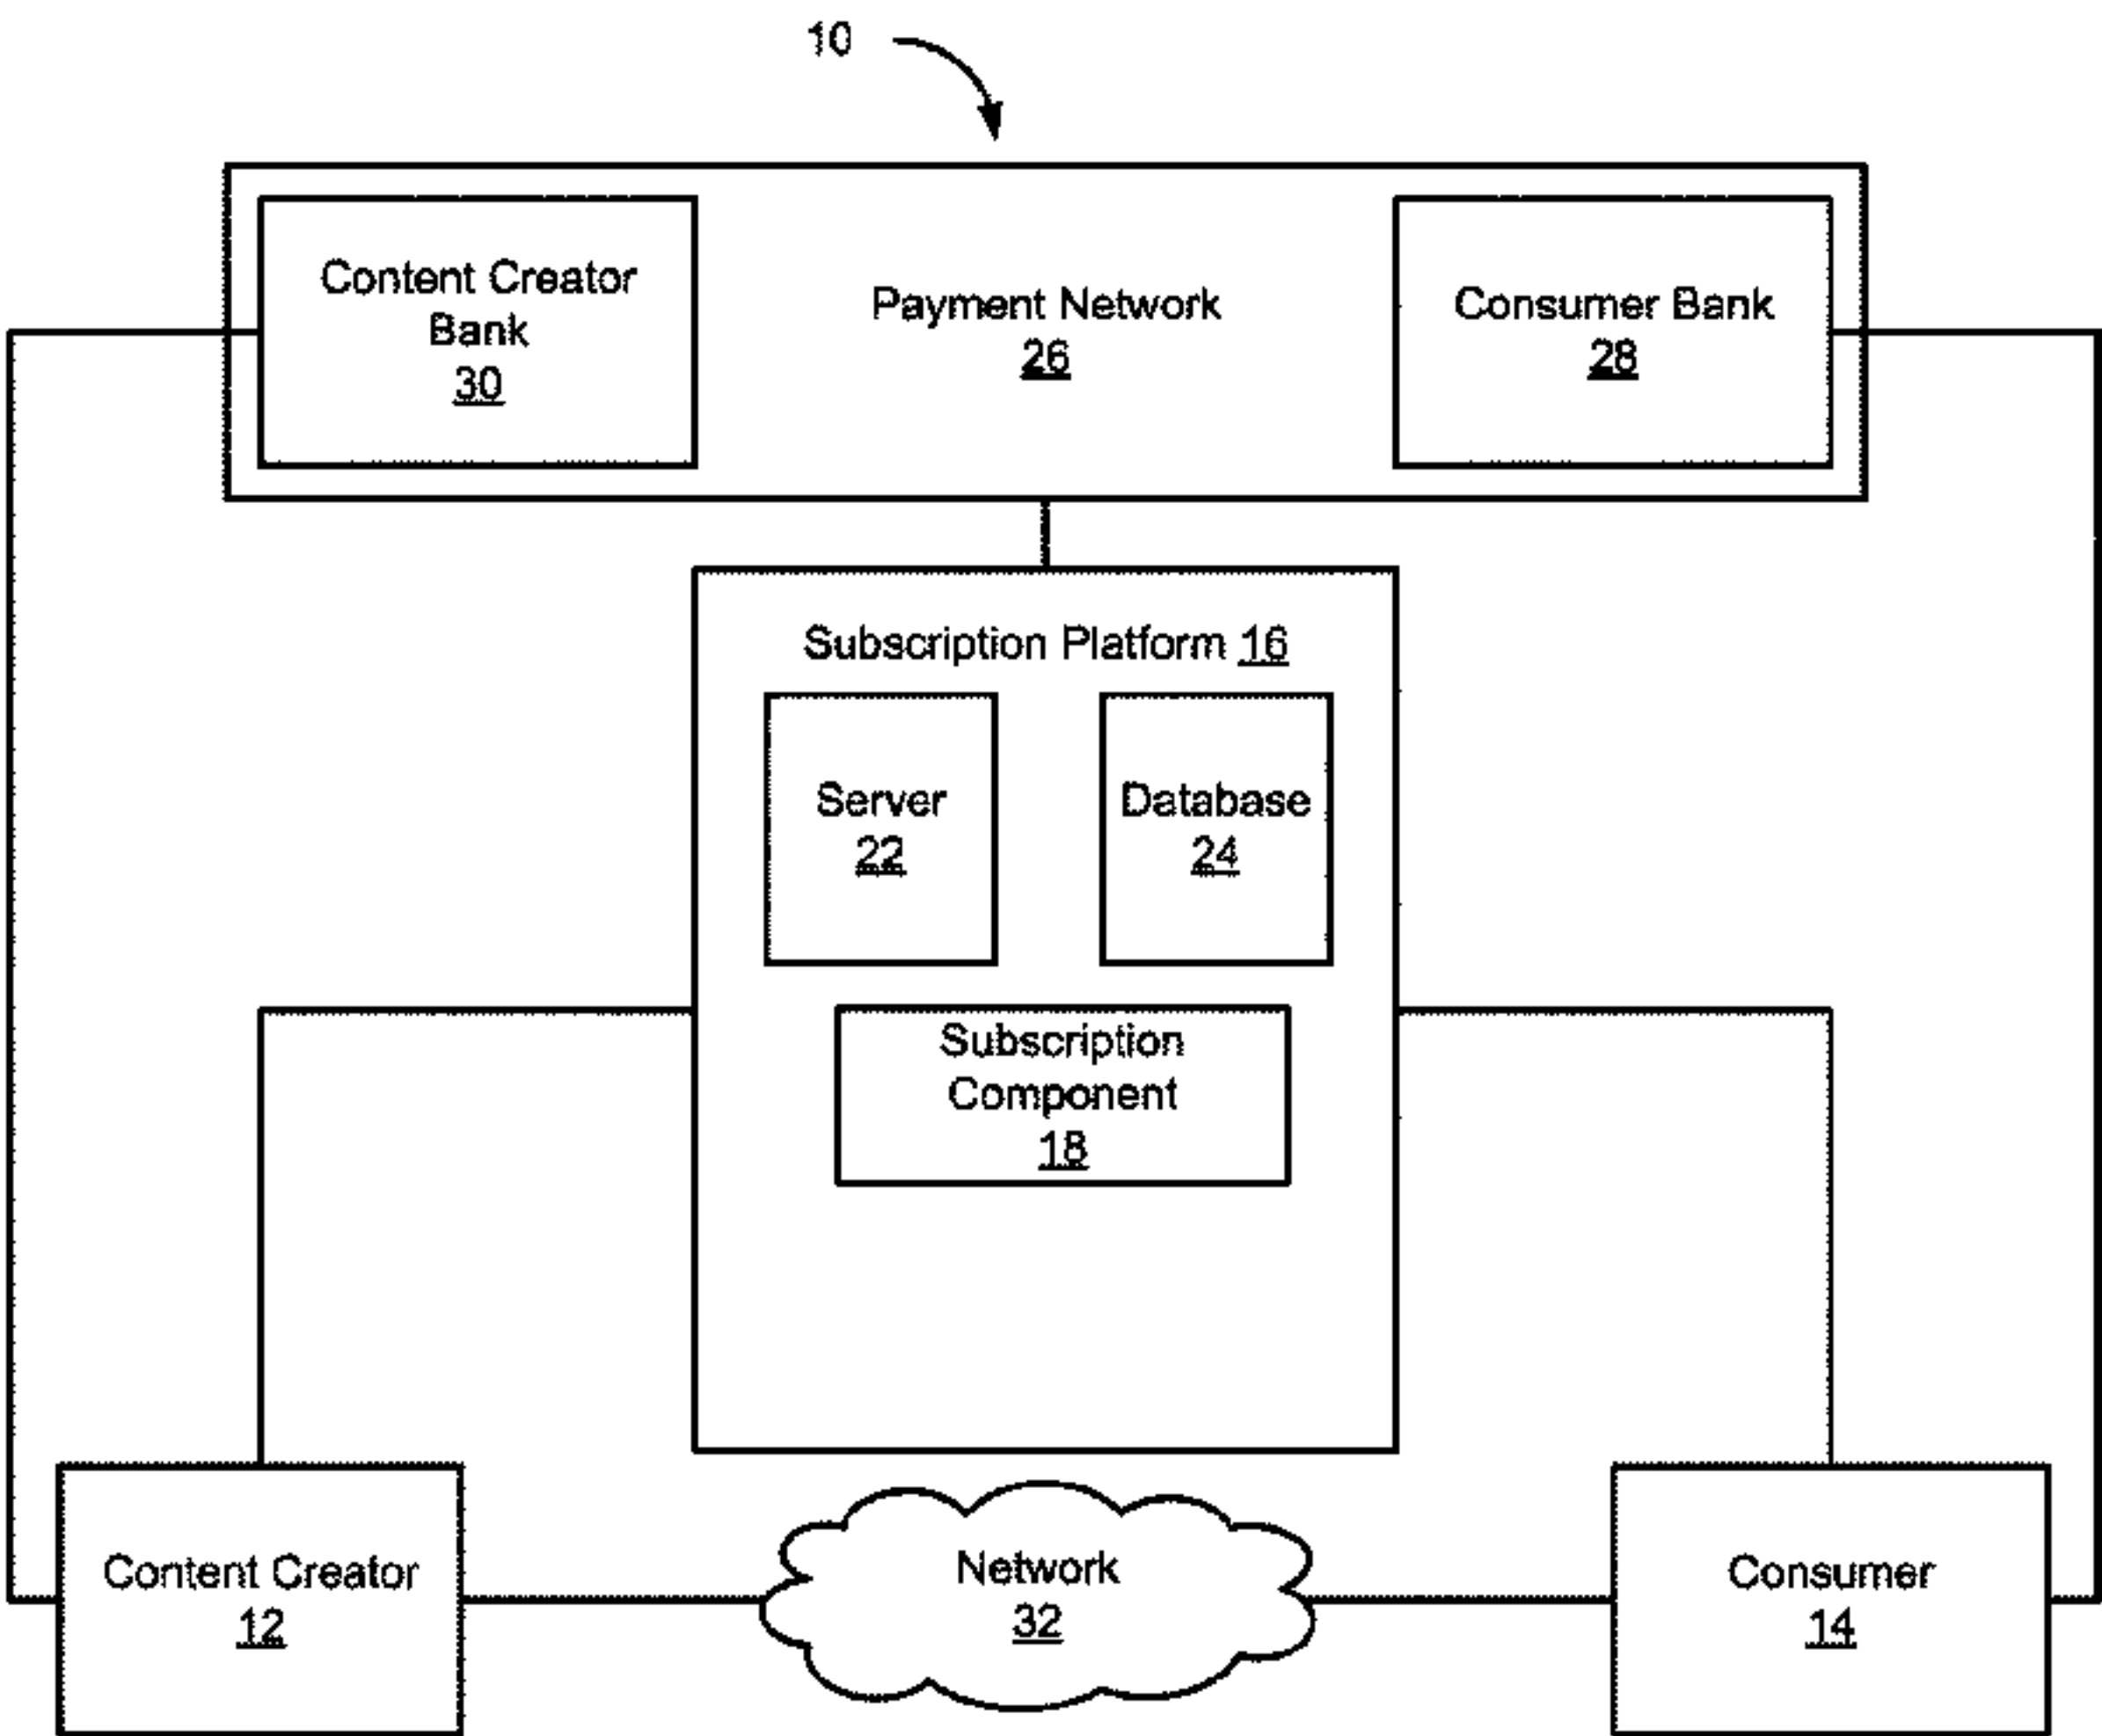 10
Content Creator
Bank
30
Payment Network
26
Consumer Bank
28
Subscription Platform 16
Server
22
Database
24
Subscription
Component
18
Content Creator
12
Network
32
Consumer
14